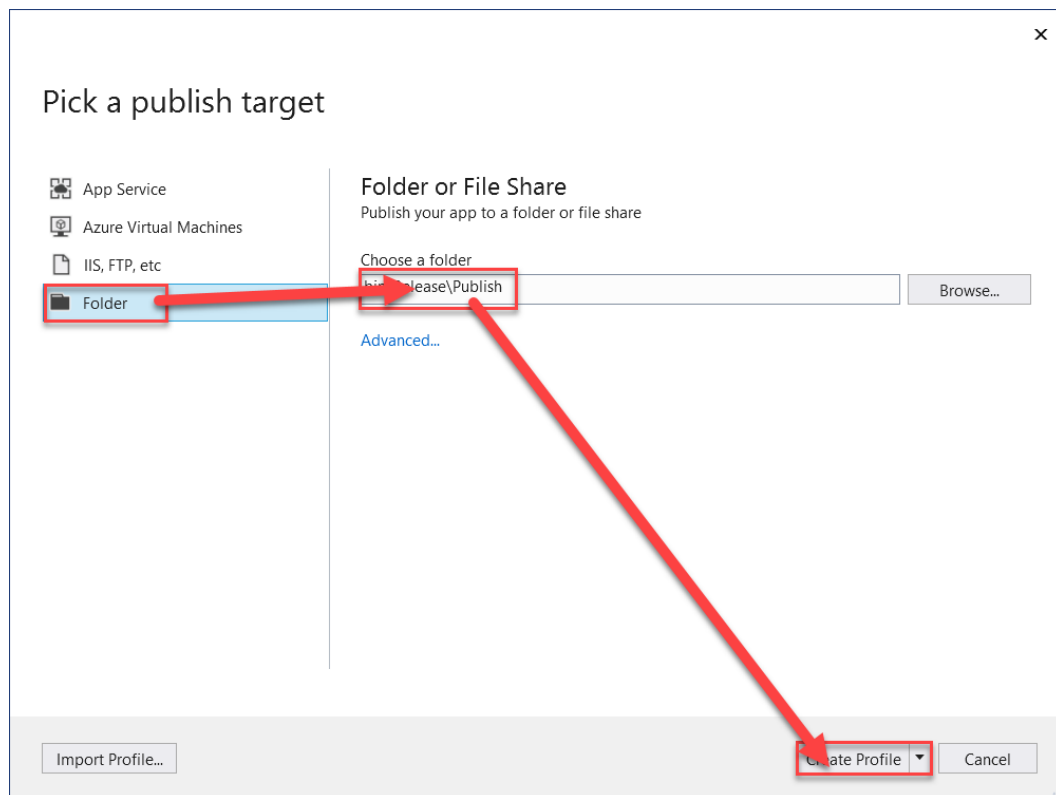 Pick a publish target
App Service
Azure Virtual Machines
IIS, FTP, etc
Folder
Folder or File Share
Publish your app to a folder or file share
Choose a folder
\Publish
Browse...
Advanced...
Import Profile...
Create Profile
Cancel